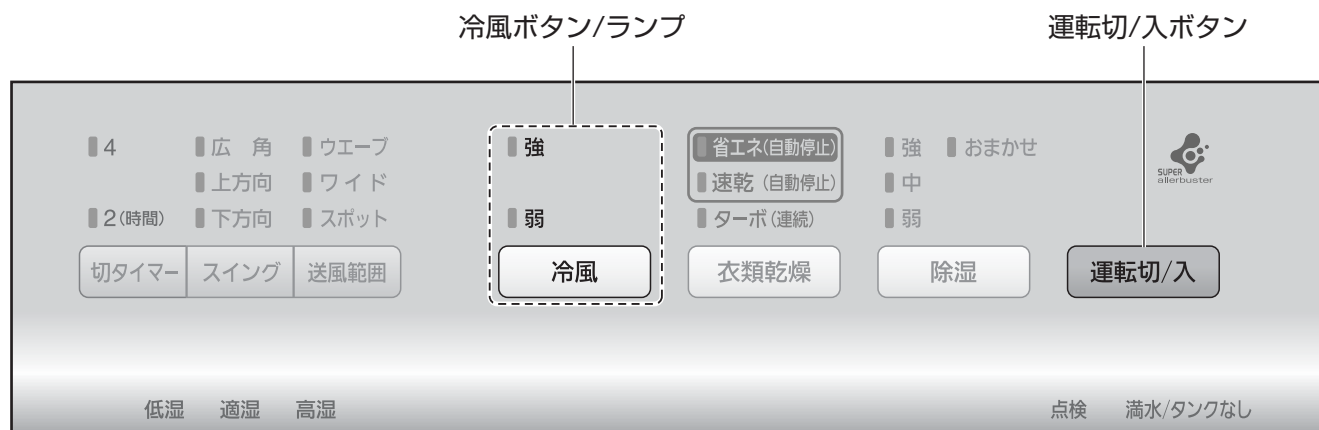 冷風ボタン/ランプ
運転切/入ボタン
4 広 角 ウエーブ 強 省エネ(自動停止) 強 おまかせ
上方向 ワイド 速乾(自動停止) 中
2(時間) 下方向 スポット 弱 ターボ(連続) 弱
SUPER
allerbuster
切タイマー スイング 送風範囲 冷風 衣類乾燥 除湿 運転切/入
低湿 適湿 高湿 点検 満水/タンクなし